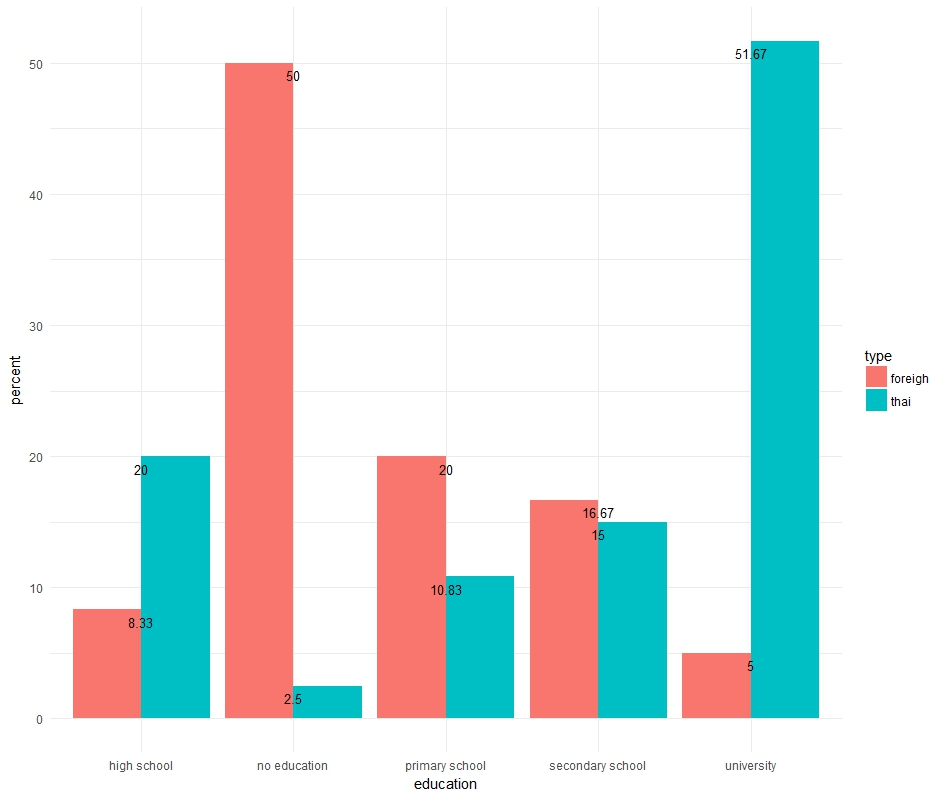 50
40
30
20
10
0
percent
8.33
20
50
2.5
20
10.83
16.67
15
5
51.67
high school
no education
primary school
secondary school
university
education
type
foreigh
thai